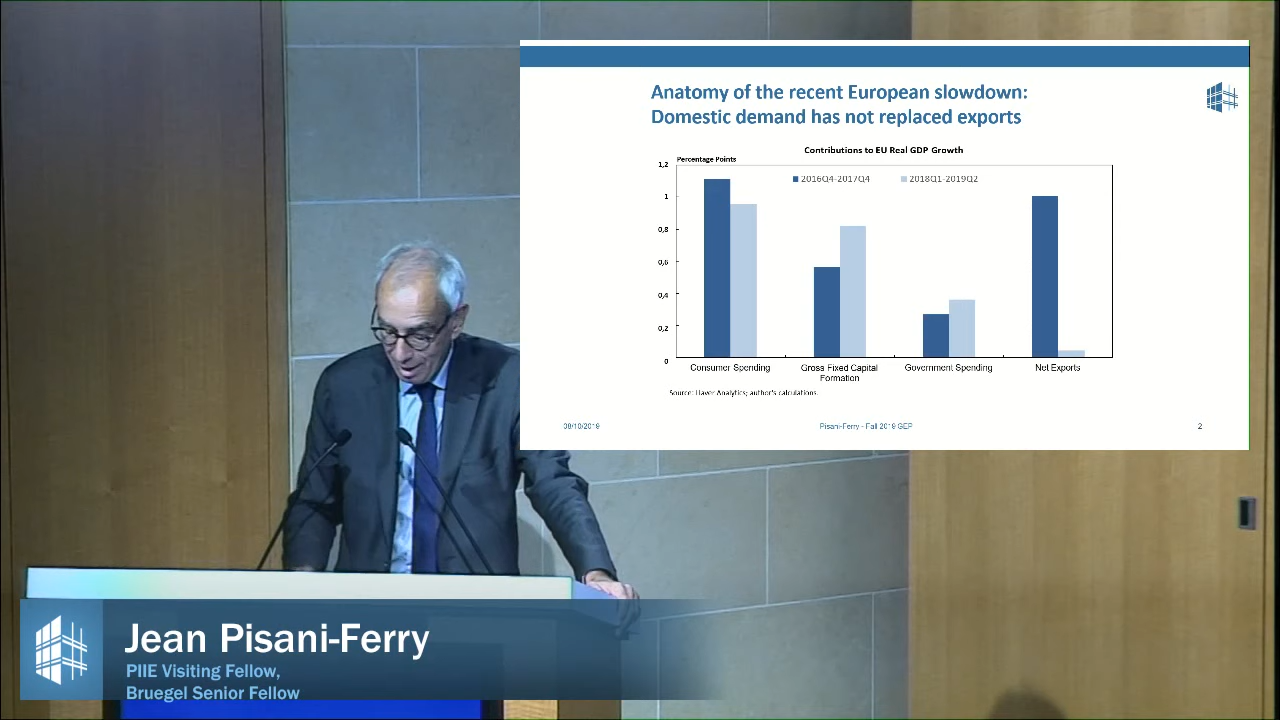 Anatomy of the recent European slowdown:
Domestic demand has not replaced exports
Contributions to EU Real GDP Growth
Percentage Points
1,2
1
0,8
0,6
0,4
0,2
0
2016Q4-2017Q4
2018Q1-2019Q2
Consumer Spending
Gross Fixed Capital
Formation
Government Spending
Net Exports
Source: Haver Analytics; author's calculations.
08/10/2019
Pisani-Ferry - Fall 2019 GEP
2
Jean Pisani-Ferry
PIIE Visiting Fellow,
Bruegel Senior Fellow